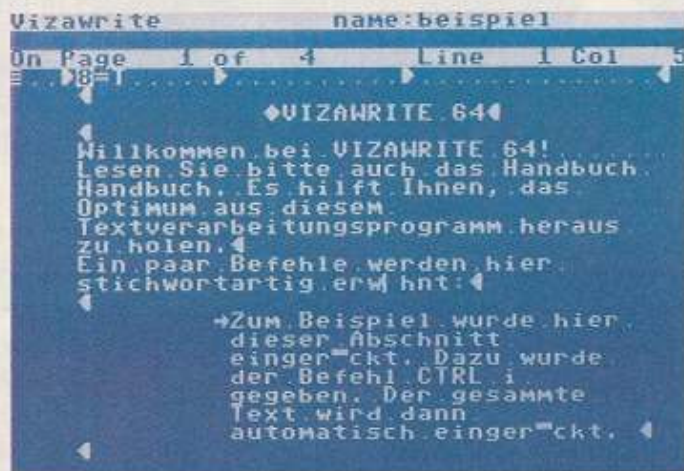 Vizawrite name:beispiel
On Page 1 of 4 Line 1 Col 5
8=T
VIZAWRITE.64
Willkommen.bei.VIZAWRITE.64!
Lesen.Sie.bitte.auch.das.Handbuch.
Handbuch..Es.hilft.Ihnen,.das.
Optimum.aus.diesem
Textverarbeitungsprogramm.heraus.
zu.holen.
Ein.paar.Befehle.werden.hier.
stichwortartig.erw hnt:
→Zum.Beispiel.wurde.hier.
dieser.Abschnitt
einger ckt..Dazu.wurde
der.Befehl.CTRL.i
gegeben..Der.gesammte
Text.wird.dann
automatisch.einger ckt.